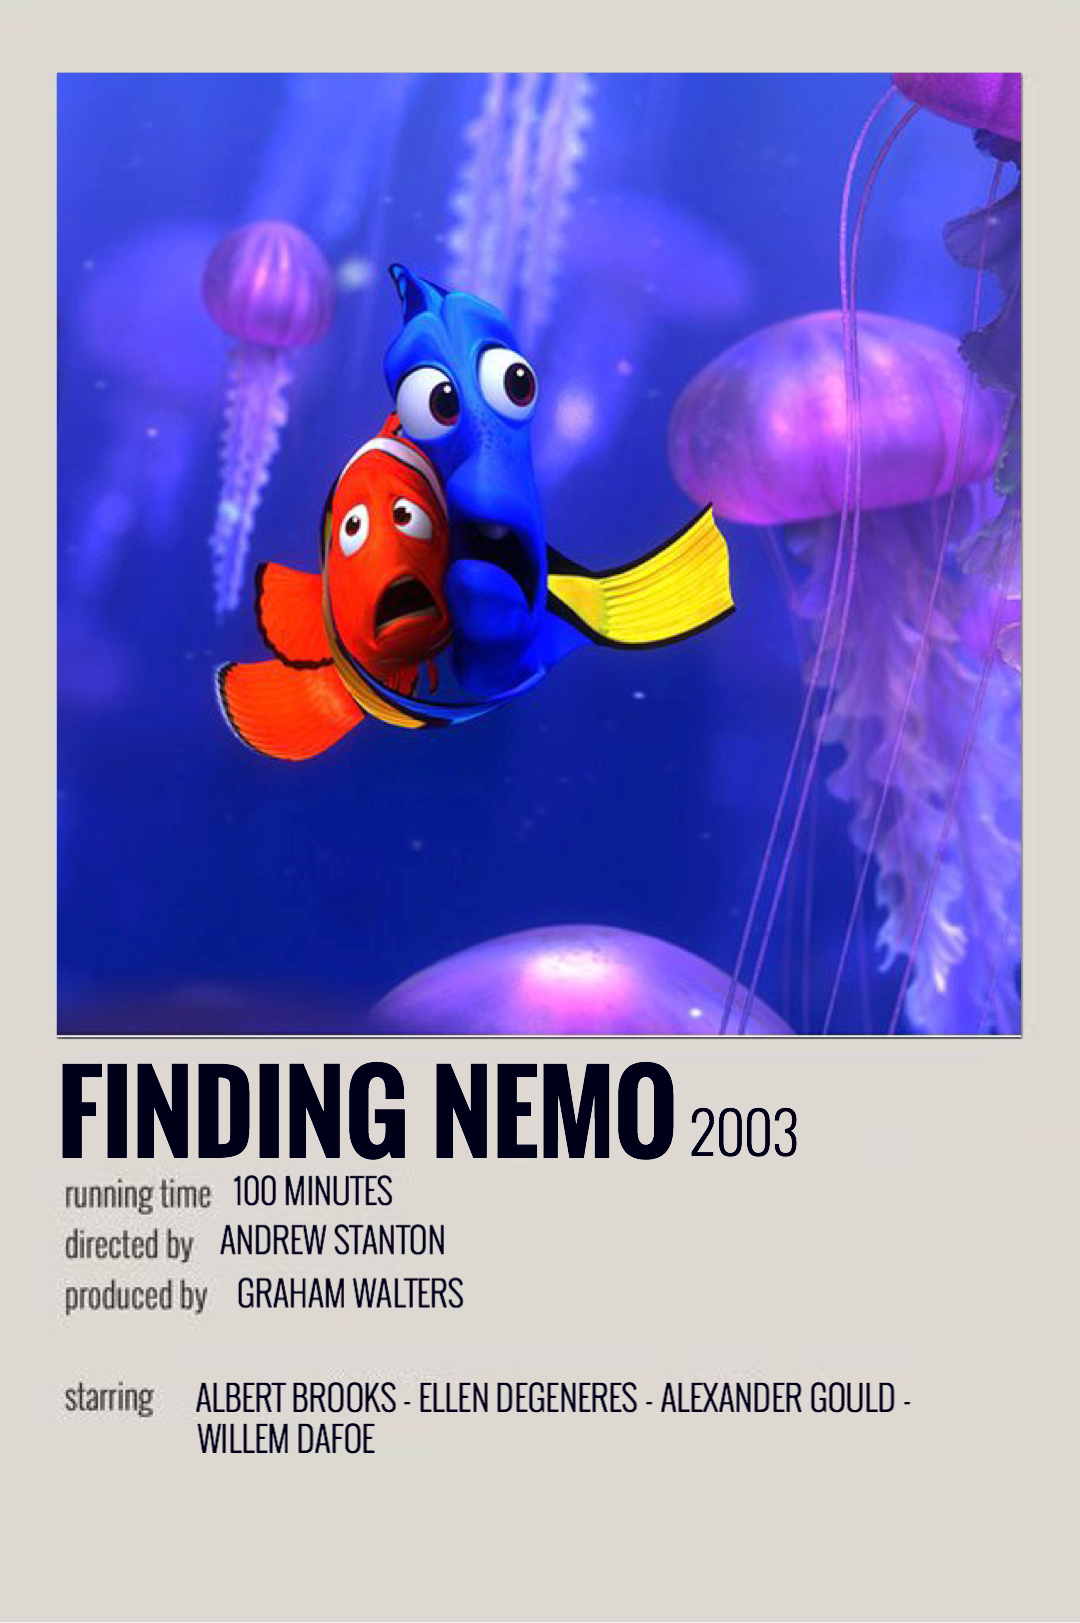 FINDING NEMO 2003
running time 100 MINUTES
directed by ANDREW STANTON
produced by GRAHAM WALTERS
starring ALBERT BROOKS - ELLEN DEGENERES - ALEXANDER GOULD -
WILLEM DAFOE